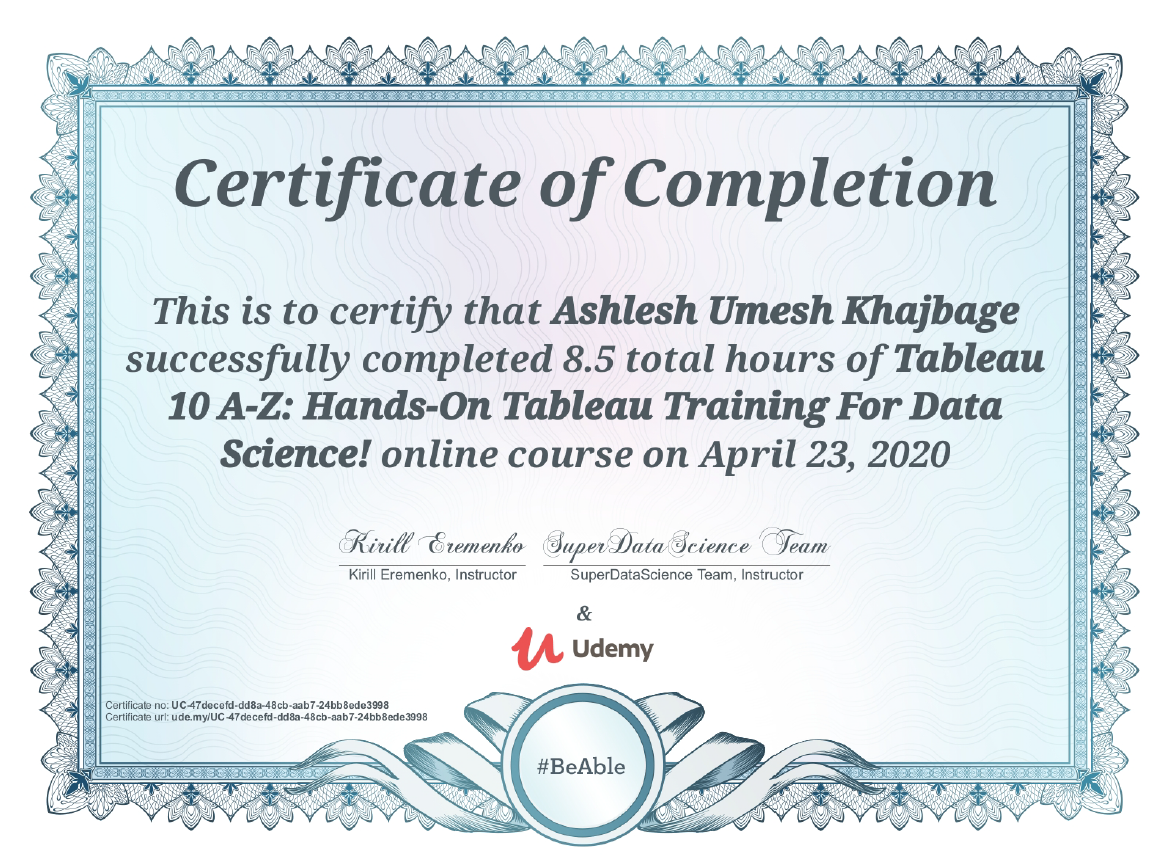 Certificate of Completion
This is to certify that Ashlesh Umesh Khajbage
successfully completed 8.5 total hours of Tableau
10 A-Z: Hands-On Tableau Training For Data
Science! online course on April 23, 2020
Kirill Eremenko SuperDataScience Team
Kirill Eremenko, Instructor SuperDataScience Team, Instructor
&
Udemy
Certificate no: UC-47decefd-dd8a-48cb-aab7-24bb8ede3998
Certificate url: ude.my/UC-47decefd-dd8a-48cb-aab7-24bb8ede3998
#BeAble